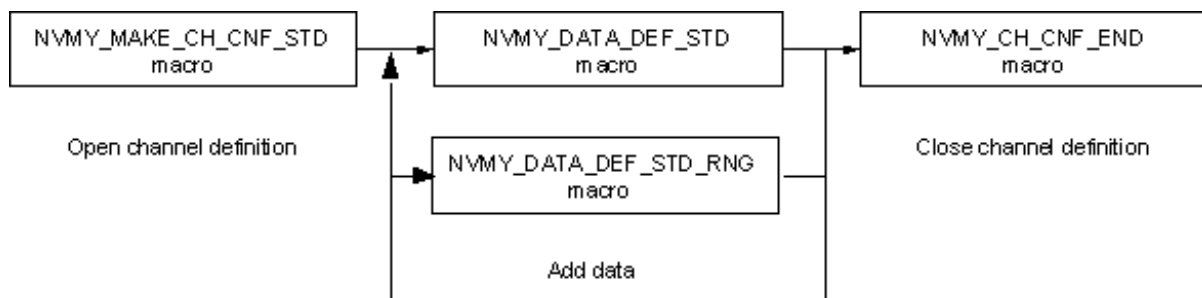 NVMY_MAKE_CH_CNF_STD
macro
NVMY_DATA_DEF_STD
macro
NVMY_CH_CNF_END
macro
Open channel definition
NVMY_DATA_DEF_STD_RNG
macro
Close channel definition
Add data